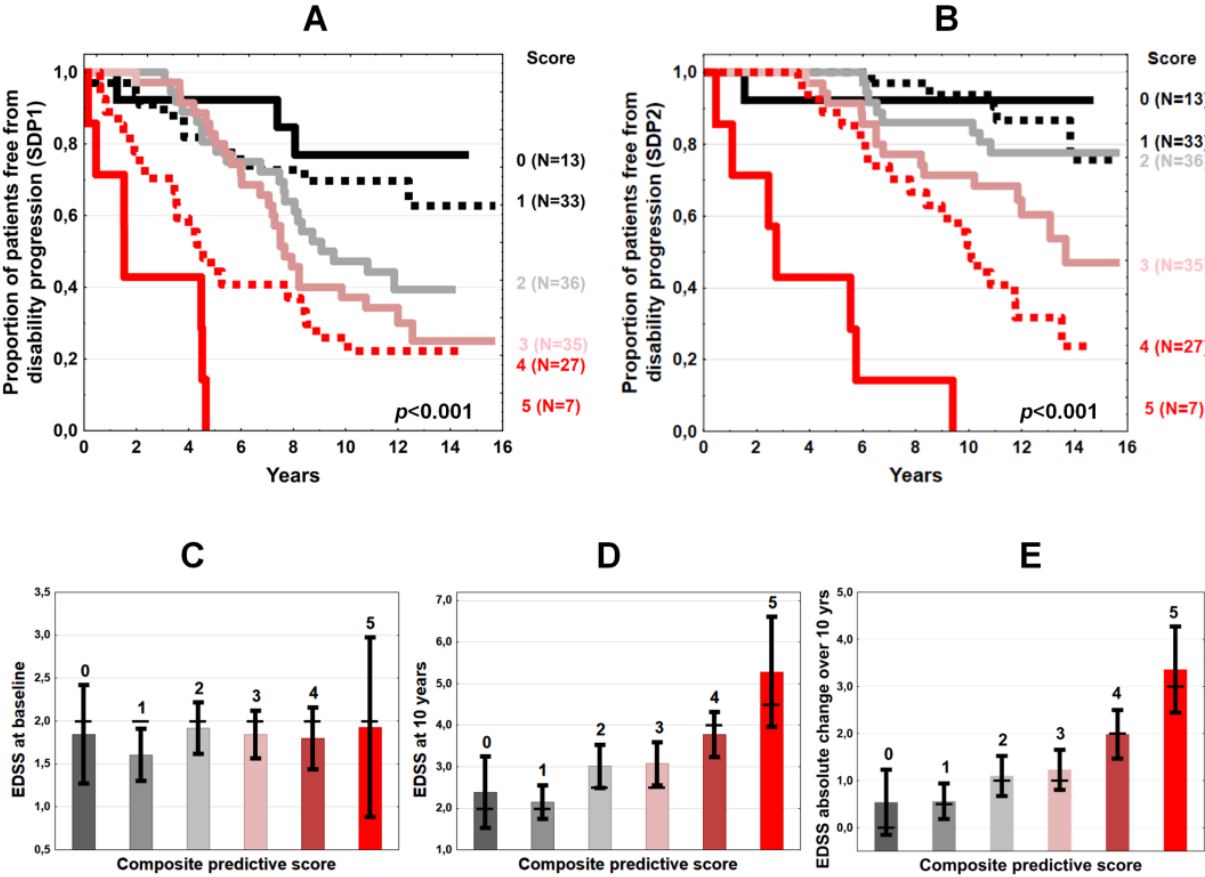 A
B
Score
Score
1,0
0,8
0,6
0,4
0,2
0,0
Proportion of patients free from
disability progression (SDP1)
0 (N=13)
1 (N=33)
2 (N=36)
3 (N=35)
4 (N=27)
5 (N=7)
p<0.001
0 2 4 6 8 10 12 14 16
Years
1,0
0,8
0,6
0,4
0,2
0,0
Proportion of patients free from
disability progression (SDP2)
0 (N=13)
1 (N=33)
2 (N=36)
3 (N=35)
4 (N=27)
5 (N=7)
p<0.001
0 2 4 6 8 10 12 14 16
Years
C
3,5
3,0
2,5
2,0
1,5
1,0
0,5
EDSS at baseline
0 1 2 3 4 5
Composite predictive score
D
7,0
6,0
5,0
4,0
3,0
2,0
1,0
EDSS at 10 years
0 1 2 3 4 5
Composite predictive score
E
5,0
4,0
3,0
2,0
1,0
0,0
EDSS absolute change over 10 yrs
0 1 2 3 4 5
Composite predictive score